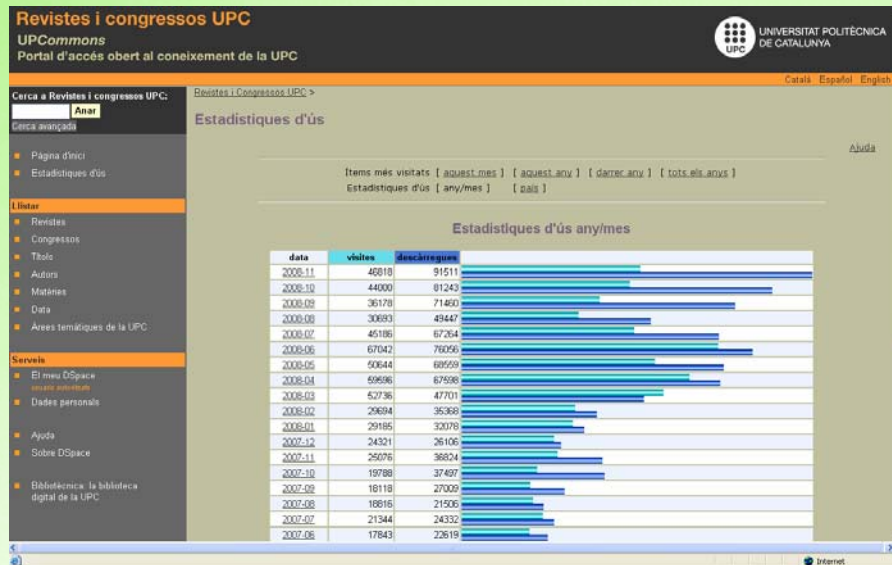 Revistes i congressos UPC
UPCommons
Portal d'accés obert al coneixement de la UPC
UPC
UNIVERSITAT POLITÈCNICA
DE CATALUNYA
Català Español English
Cerca a Revistes i congressos UPC:
Anar
Cerca avançada
Pàgina d'inici
Estadístiques d'ús
Llistar
Revistes
Congressos
Títols
Autors
Matèries
Data
Àrees temàtiques de la UPC
Serveis
El meu DSpace
usuaris autoritzats
Dades personals
Ajuda
Sobre DSpace
Bibliotècnica: la biblioteca
digital de la UPC
Revistes i Congressos UPC >
Estadístiques d'ús
Ajuda
Ítems més visitats [ aquest mes ] [ aquest any ] [ darrer any ] [ tots els anys ]
Estadístiques d'ús [ any/mes ] [ país ]
Estadístiques d'ús any/mes
data visites descàrregues
2008-11 46818 91511
2008-10 44000 81243
2008-09 36178 71460
2008-08 30693 49447
2008-07 45186 67264
2008-06 67042 76056
2008-05 50644 68559
2008-04 59596 67598
2008-03 52736 47701
2008-02 29694 35368
2008-01 29185 32078
2007-12 24321 26106
2007-11 25076 36824
2007-10 19788 37497
2007-09 18118 27009
2007-08 18816 21506
2007-07 21344 24332
2007-06 17843 22619
Internet